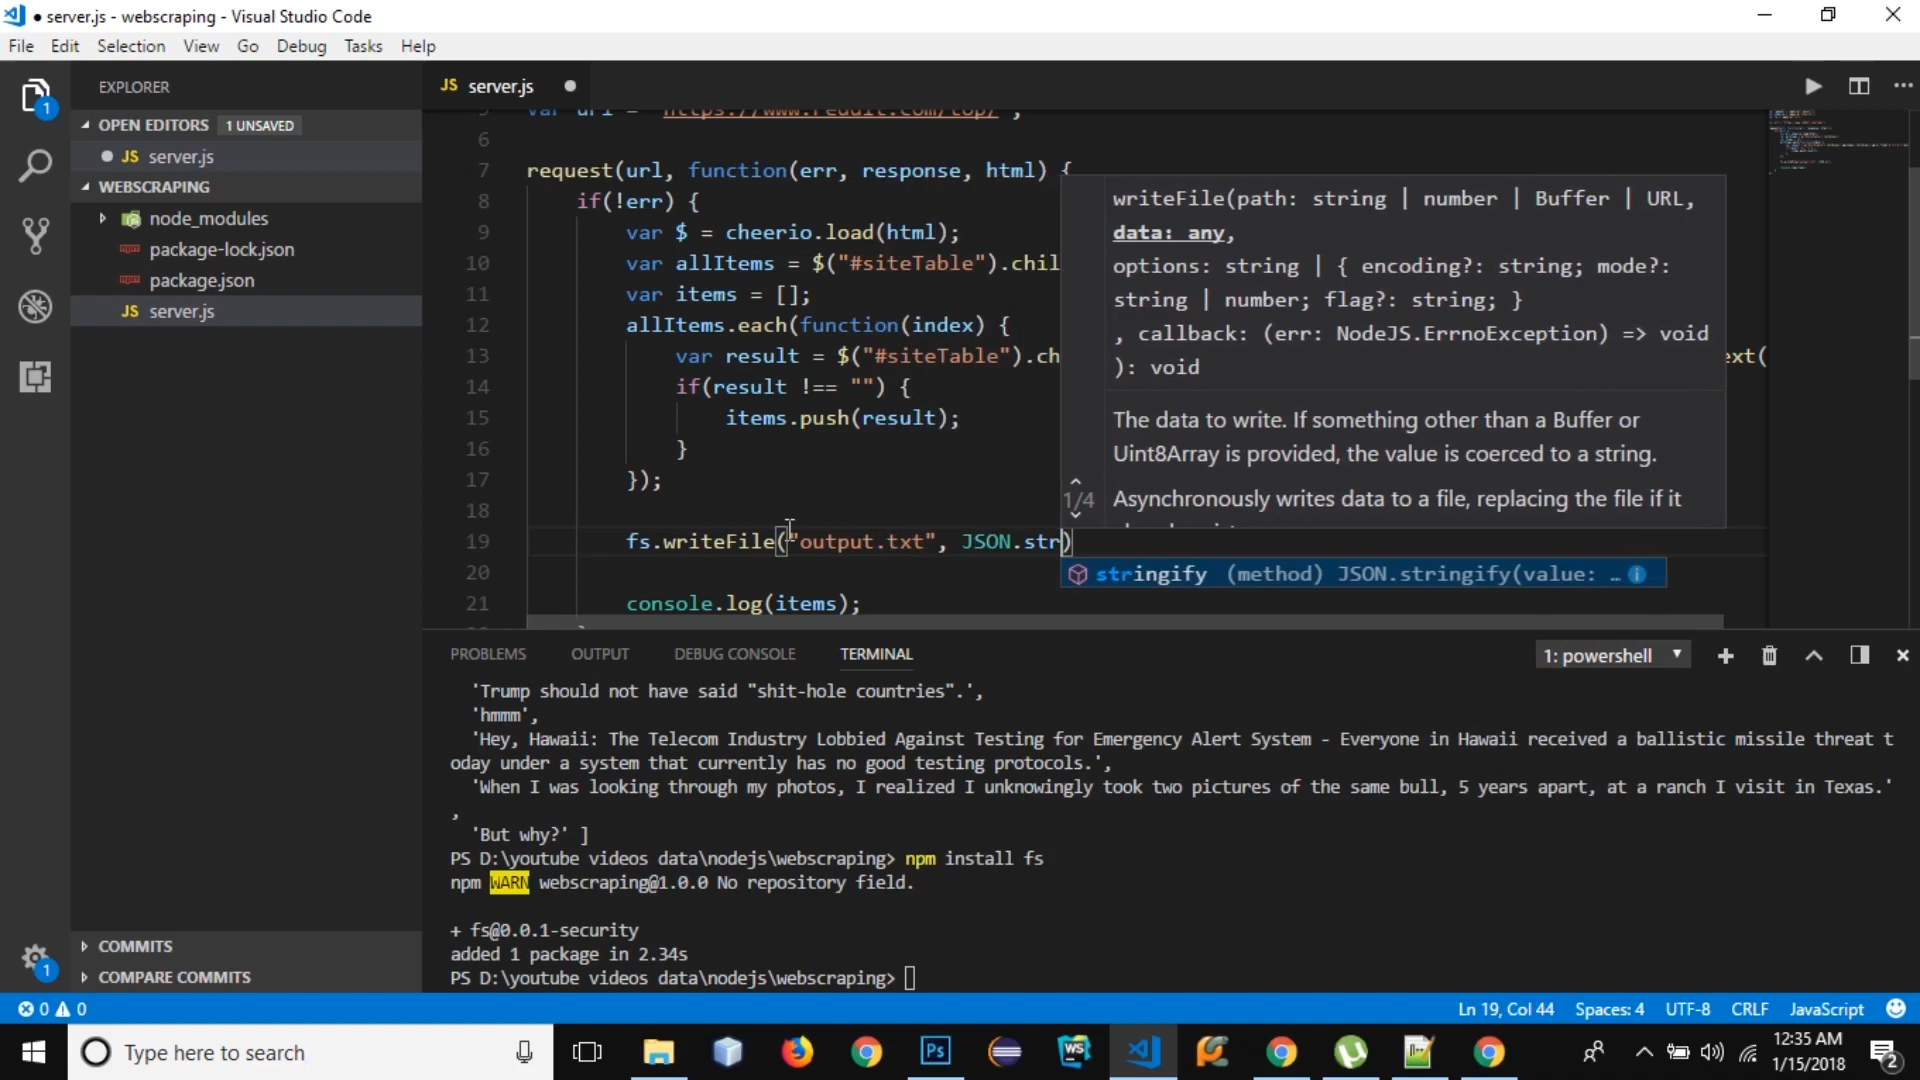 ● server.js - webscraping - Visual Studio Code
File Edit Selection View Go Debug Tasks Help
EXPLORER
OPEN EDITORS 1 UNSAVED
JS server.js
WEBSCRAPING
node_modules
package-lock.json
package.json
JS server.js
COMMITS
COMPARE COMMITS
1
1
JS server.js
5 var url = "https://www.reddit.com/top/";
6
7 request(url, function(err, response, html) {
8 if(!err) {
9 var $ = cheerio.load(html);
10 var allItems = $("#siteTable").chil
11 var items = [];
12 allItems.each(function(index) {
13 var result = $("#siteTable").ch ext(
14 if(result !== "") {
15 items.push(result);
16 }
17 });
18
19 fs.writeFile("output.txt", JSON.str)
20
21 console.log(items);
writeFile(path: string | number | Buffer | URL,
data: any,
options: string | { encoding?: string; mode?:
string | number; flag?: string; }
, callback: (err: NodeJS.ErrnoException) => void
): void
The data to write. If something other than a Buffer or
Uint8Array is provided, the value is coerced to a string.
1/4
Asynchronously writes data to a file, replacing the file if it
stringify (method) JSON.stringify(value: …
PROBLEMS OUTPUT DEBUG CONSOLE TERMINAL 1: powershell
'Trump should not have said "shit-hole countries".',
'hmmm',
'Hey, Hawaii: The Telecom Industry Lobbied Against Testing for Emergency Alert System - Everyone in Hawaii received a ballistic missile threat t
oday under a system that currently has no good testing protocols.',
'When I was looking through my photos, I realized I unknowingly took two pictures of the same bull, 5 years apart, at a ranch I visit in Texas.'
,
'But why?' ]
PS D:\youtube videos data\nodejs\webscraping> npm install fs
npm WARN webscraping@1.0.0 No repository field.
+ fs@0.0.1-security
added 1 package in 2.34s
PS D:\youtube videos data\nodejs\webscraping>
0 0 Ln 19, Col 44 Spaces: 4 UTF-8 CRLF JavaScript
Type here to search
Ps
WS
12:35 AM
1/15/2018
2